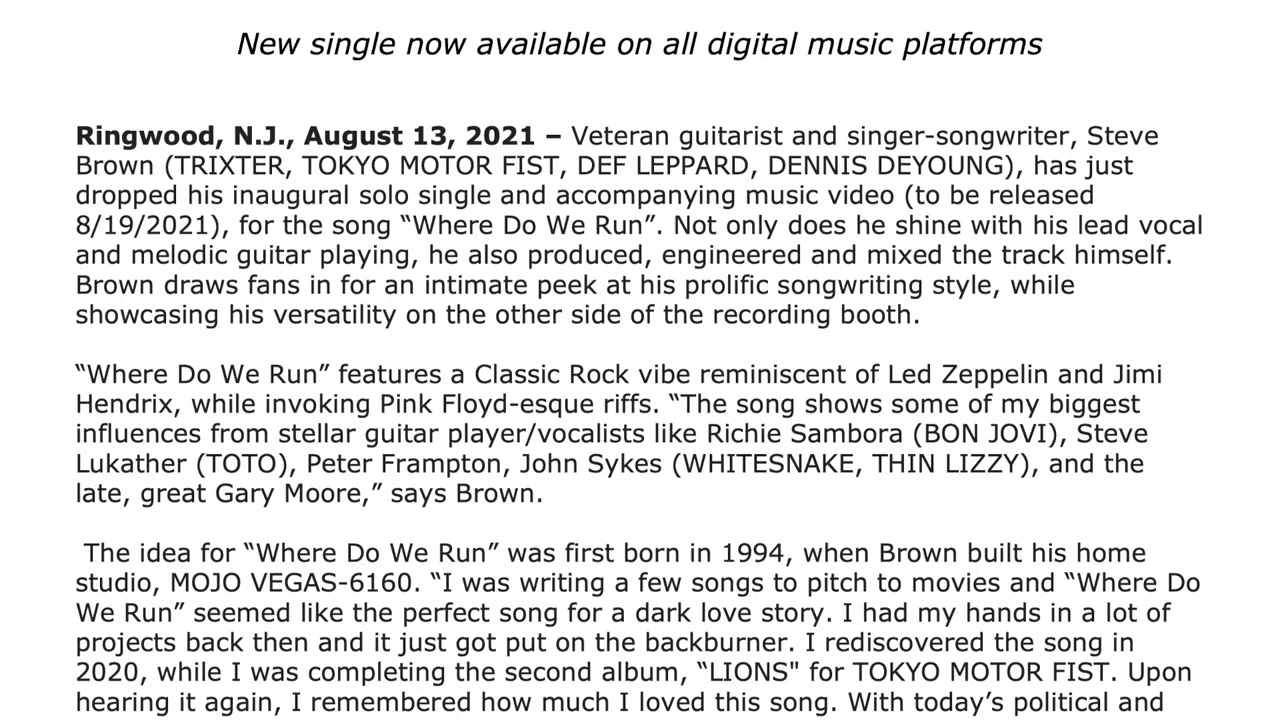 New single now available on all digital music platforms
Ringwood, N.J., August 13, 2021 – Veteran guitarist and singer-songwriter, Steve
Brown (TRIXTER, TOKYO MOTOR FIST, DEF LEPPARD, DENNIS DEYOUNG), has just
dropped his inaugural solo single and accompanying music video (to be released
8/19/2021), for the song “Where Do We Run”. Not only does he shine with his lead vocal
and melodic guitar playing, he also produced, engineered and mixed the track himself.
Brown draws fans in for an intimate peek at his prolific songwriting style, while
showcasing his versatility on the other side of the recording booth.
“Where Do We Run” features a Classic Rock vibe reminiscent of Led Zeppelin and Jimi
Hendrix, while invoking Pink Floyd-esque riffs. “The song shows some of my biggest
influences from stellar guitar player/vocalists like Richie Sambora (BON JOVI), Steve
Lukather (TOTO), Peter Frampton, John Sykes (WHITESNAKE, THIN LIZZY), and the
late, great Gary Moore,” says Brown.
The idea for “Where Do We Run” was first born in 1994, when Brown built his home
studio, MOJO VEGAS-6160. “I was writing a few songs to pitch to movies and “Where Do
We Run” seemed like the perfect song for a dark love story. I had my hands in a lot of
projects back then and it just got put on the backburner. I rediscovered the song in
2020, while I was completing the second album, “LIONS" for TOKYO MOTOR FIST. Upon
hearing it again, I remembered how much I loved this song. With today’s political and